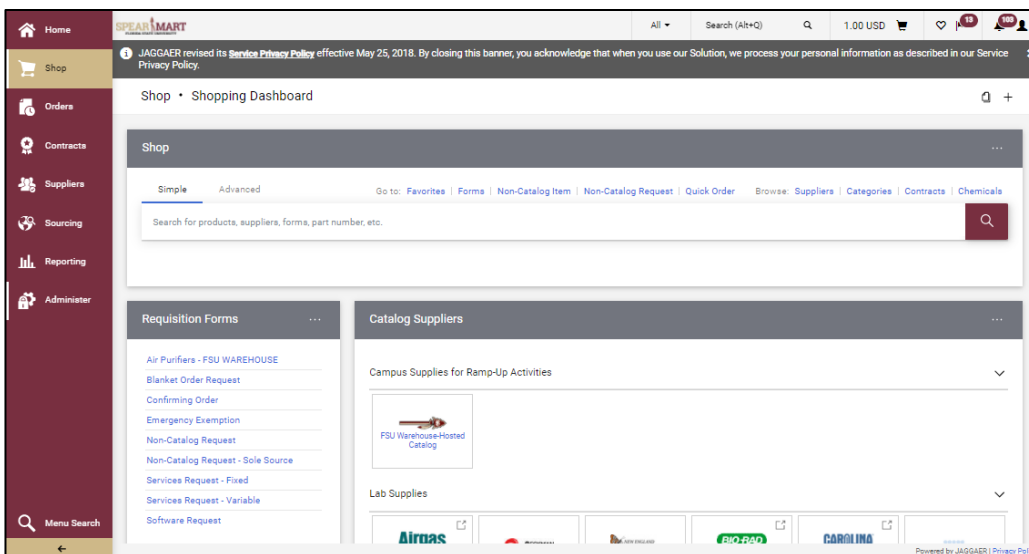 Home
SPEARMART
FLORIDA STATE UNIVERSITY
All
Search (Alt+Q)
1.00 USD
13
103
JAGGAER revised its Service Privacy Policy effective May 25, 2018. By closing this banner, you acknowledge that when you use our Solution, we process your personal information as described in our Service
Privacy Policy.
Shop
Orders
Contracts
Suppliers
Sourcing
Reporting
Administer
Menu Search
Shop • Shopping Dashboard
Shop
Simple
Advanced
Go to: Favorites | Forms | Non-Catalog Item | Non-Catalog Request | Quick Order
Browse: Suppliers | Categories | Contracts | Chemicals
Search for products, suppliers, forms, part number, etc.
Requisition Forms
Air Purifiers - FSU WAREHOUSE
Blanket Order Request
Confirming Order
Emergency Exemption
Non-Catalog Request
Non-Catalog Request - Sole Source
Services Request - Fixed
Services Request - Variable
Software Request
Catalog Suppliers
Campus Supplies for Ramp-Up Activities
FSU Warehouse-Hosted
Catalog
Lab Supplies
Airgas
NEW ENGLAND
BIO-RAD
CAROLINA
Powered by JAGGAER | Privacy Poli